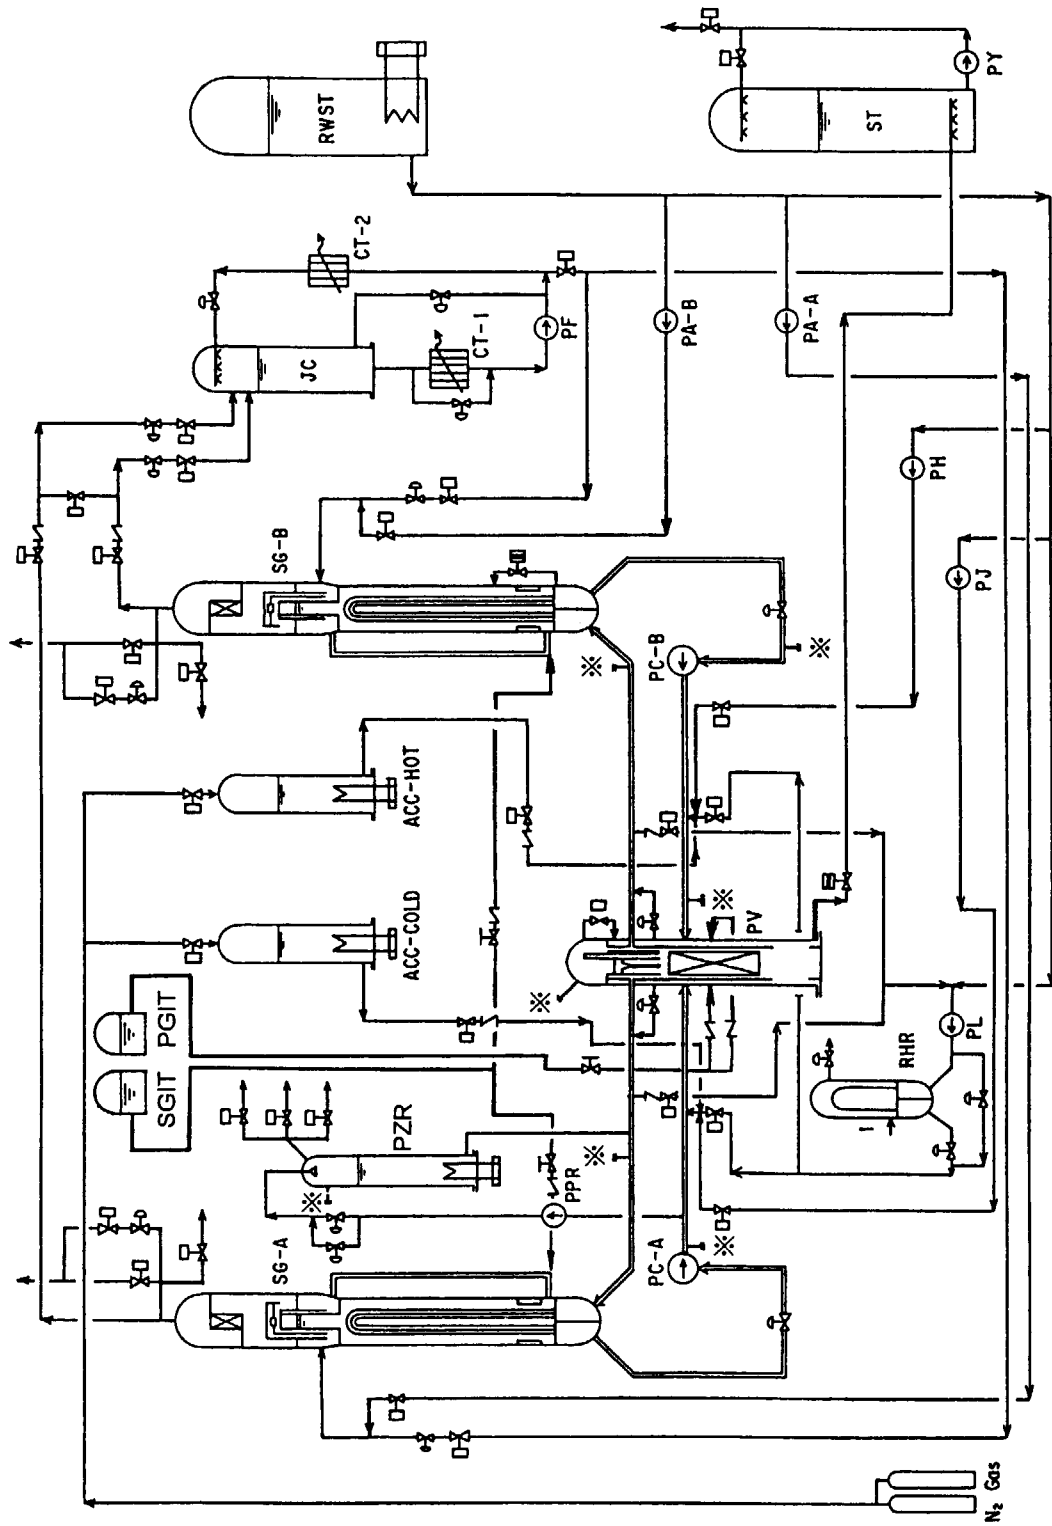 RWST
ST
PY
CT-2
JC
CT-1
PF
PA-B
PA-A
PH
PJ
SG-B
※
PC-B
※
ACC-HOT
ACC-COLD
※
PV
※
PGIT
SGIT
PL
RHR
PZR
※
※
PPR
SG-A
PC-A
※
N₂ Gas